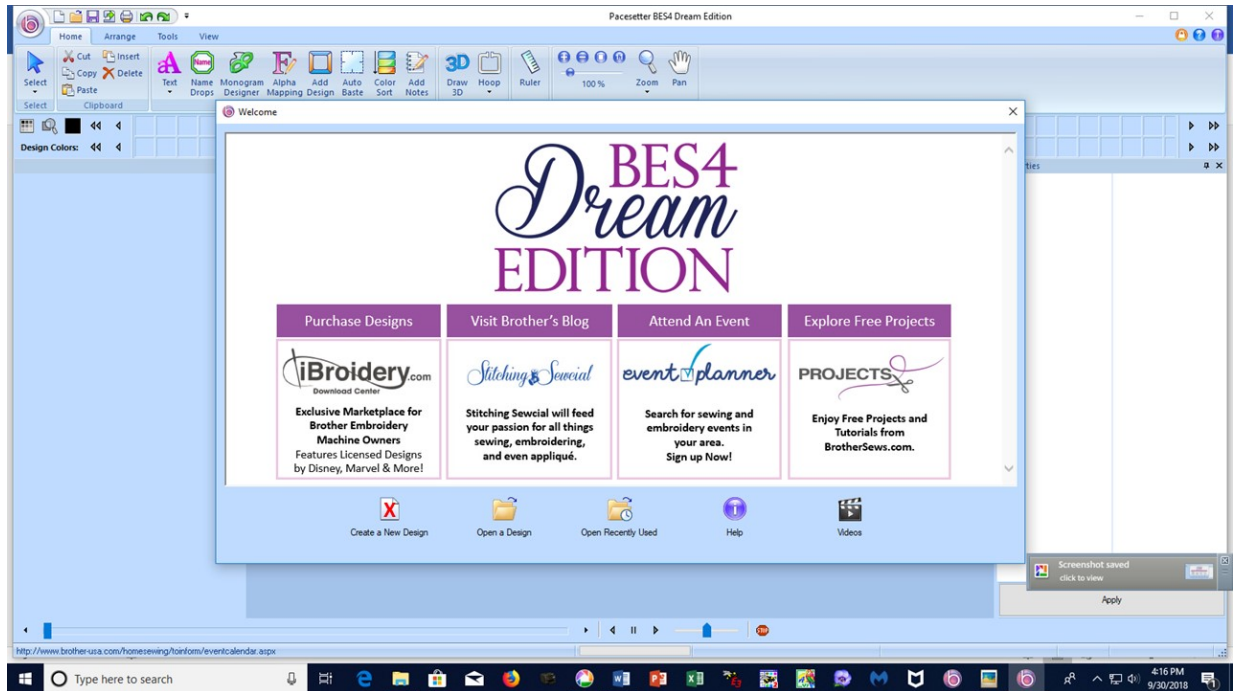 Pacesetter BES4 Dream Edition
Home Arrange Tools View
Cut Insert
Copy Delete
Paste
Select
Text
Name Drops
Monogram Designer
Alpha Mapping
Add Design
Auto Baste
Color Sort
Add Notes
Draw 3D
Hoop
Ruler
100 %
Zoom
Pan
Select Clipboard
Welcome
Design Colors:
ties
BES4
Dream
EDITION
Purchase Designs
Visit Brother's Blog
Attend An Event
Explore Free Projects
iBroidery.com
Download Center
Exclusive Marketplace for
Brother Embroidery
Machine Owners
Features Licensed Designs
by Disney, Marvel & More!
Stitching & Sewcial
Stitching Sewcial will feed
your passion for all things
sewing, embroidering,
and even appliqué.
event planner
Search for sewing and
embroidery events in
your area.
Sign up Now!
PROJECTS
Enjoy Free Projects and
Tutorials from
BrotherSews.com.
Create a New Design
Open a Design
Open Recently Used
Help
Videos
Screenshot saved
click to view
Apply
STOP
http://www.brother-usa.com/homesewing/toinform/eventcalendar.aspx
Type here to search
4:16 PM
9/30/2018